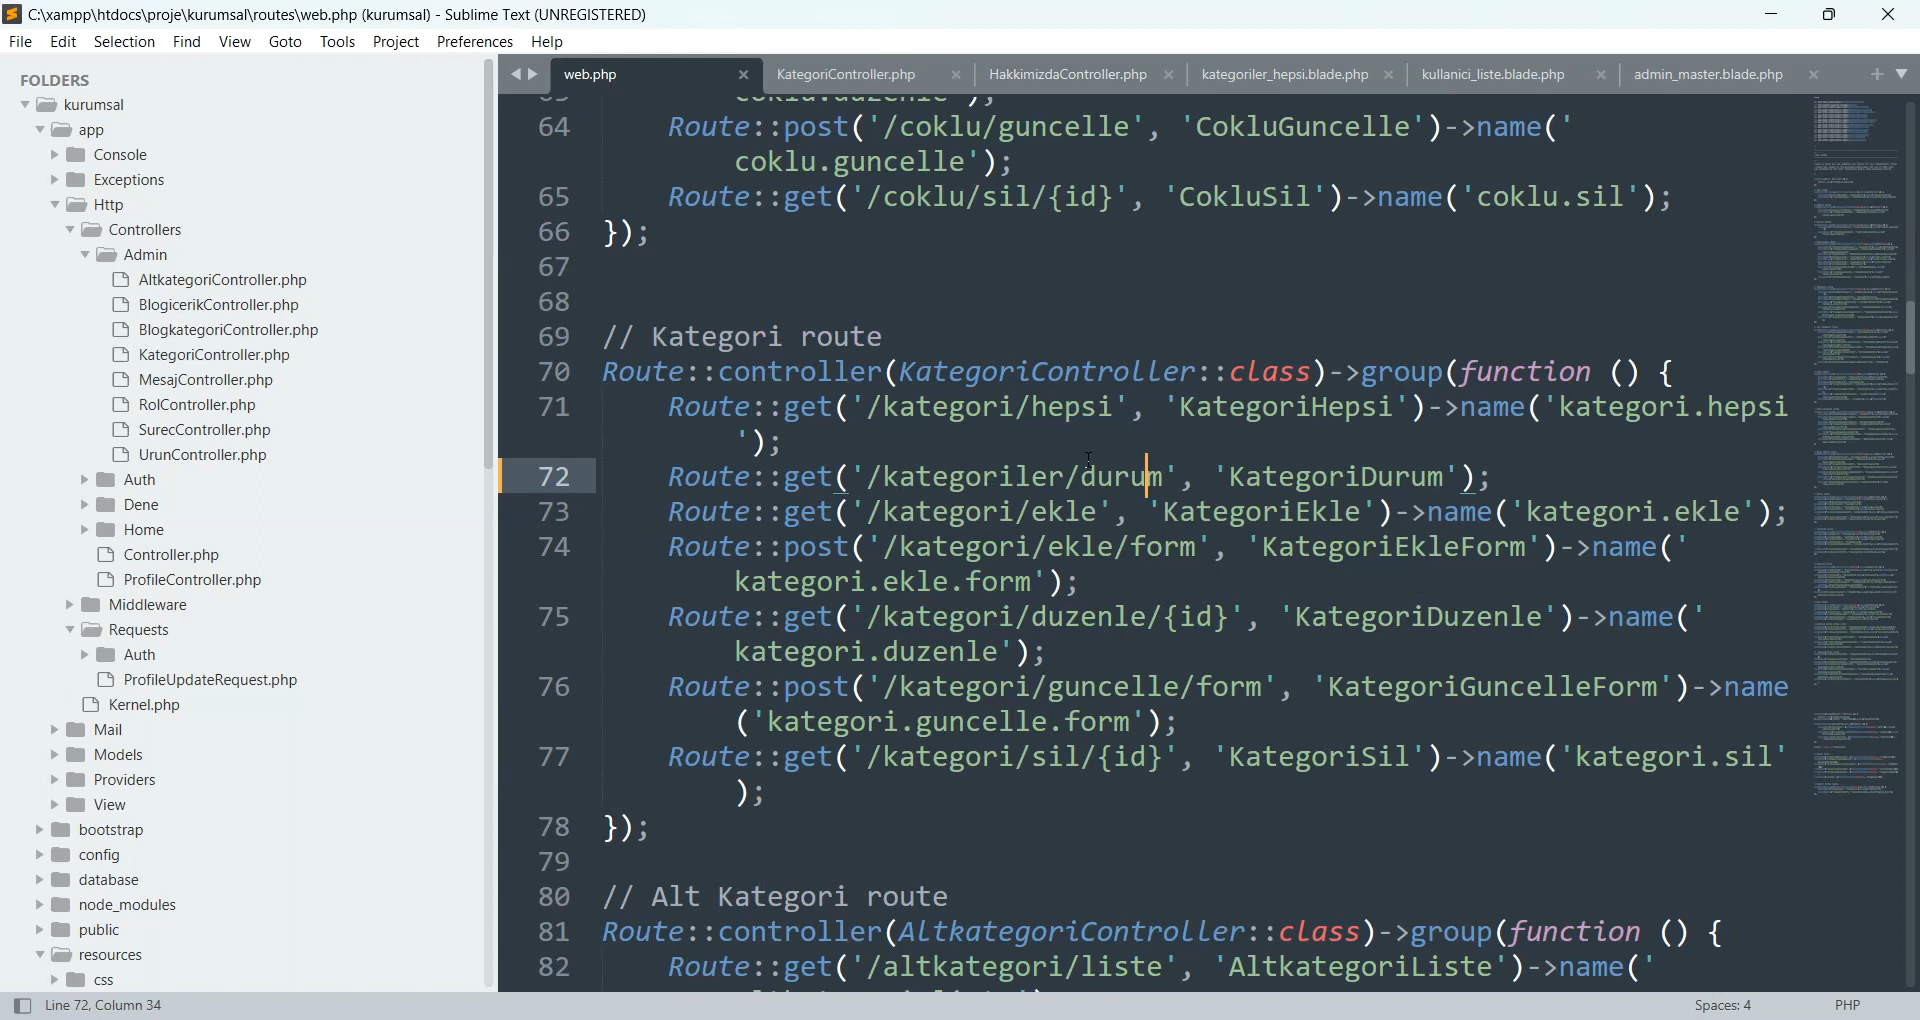 C:\xampp\htdocs\proje\kurumsal\routes\web.php (kurumsal) - Sublime Text (UNREGISTERED)
File Edit Selection Find View Goto Tools Project Preferences Help
FOLDERS
kurumsal
app
Console
Exceptions
Http
Controllers
Admin
AltkategoriController.php
BlogicerikController.php
BlogkategoriController.php
KategoriController.php
MesajController.php
RolController.php
SurecController.php
UrunController.php
Auth
Dene
Home
Controller.php
ProfileController.php
Middleware
Requests
Auth
ProfileUpdateRequest.php
Kernel.php
Mail
Models
Providers
View
bootstrap
config
database
node_modules
public
resources
css
web.php KategoriController.php HakkimizdaController.php kategoriler_hepsi.blade.php kullanici_liste.blade.php admin_master.blade.php
64 Route::post('/coklu/guncelle', 'CokluGuncelle')->name('
coklu.guncelle');
65 Route::get('/coklu/sil/{id}', 'CokluSil')->name('coklu.sil');
66 });
67
68
69 // Kategori route
70 Route::controller(KategoriController::class)->group(function () {
71 Route::get('/kategori/hepsi', 'KategoriHepsi')->name('kategori.hepsi
');
72 Route::get('/kategoriler/durum', 'KategoriDurum');
73 Route::get('/kategori/ekle', 'KategoriEkle')->name('kategori.ekle');
74 Route::post('/kategori/ekle/form', 'KategoriEkleForm')->name('
kategori.ekle.form');
75 Route::get('/kategori/duzenle/{id}', 'KategoriDuzenle')->name('
kategori.duzenle');
76 Route::post('/kategori/guncelle/form', 'KategoriGuncelleForm')->name
('kategori.guncelle.form');
77 Route::get('/kategori/sil/{id}', 'KategoriSil')->name('kategori.sil'
);
78 });
79
80 // Alt Kategori route
81 Route::controller(AltkategoriController::class)->group(function () {
82 Route::get('/altkategori/liste', 'AltkategoriListe')->name('
Line 72, Column 34
Spaces: 4 PHP